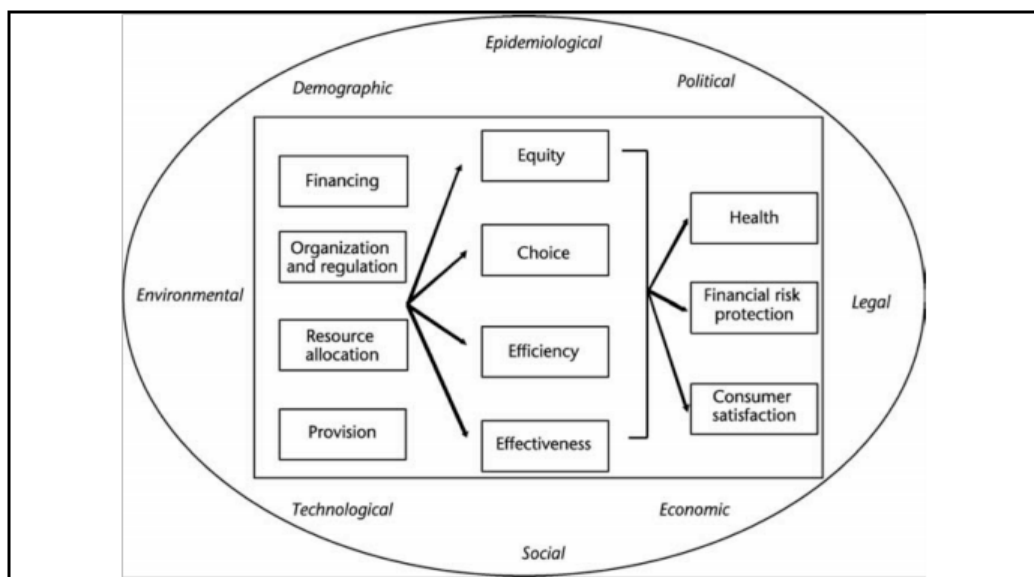 Epidemiological
Demographic
Political
Equity
Financing
Health
Organization
and regulation
Choice
Environmental
Financial risk
protection
Legal
Resource
allocation
Efficiency
Consumer
satisfaction
Provision
Effectiveness
Technological
Economic
Social